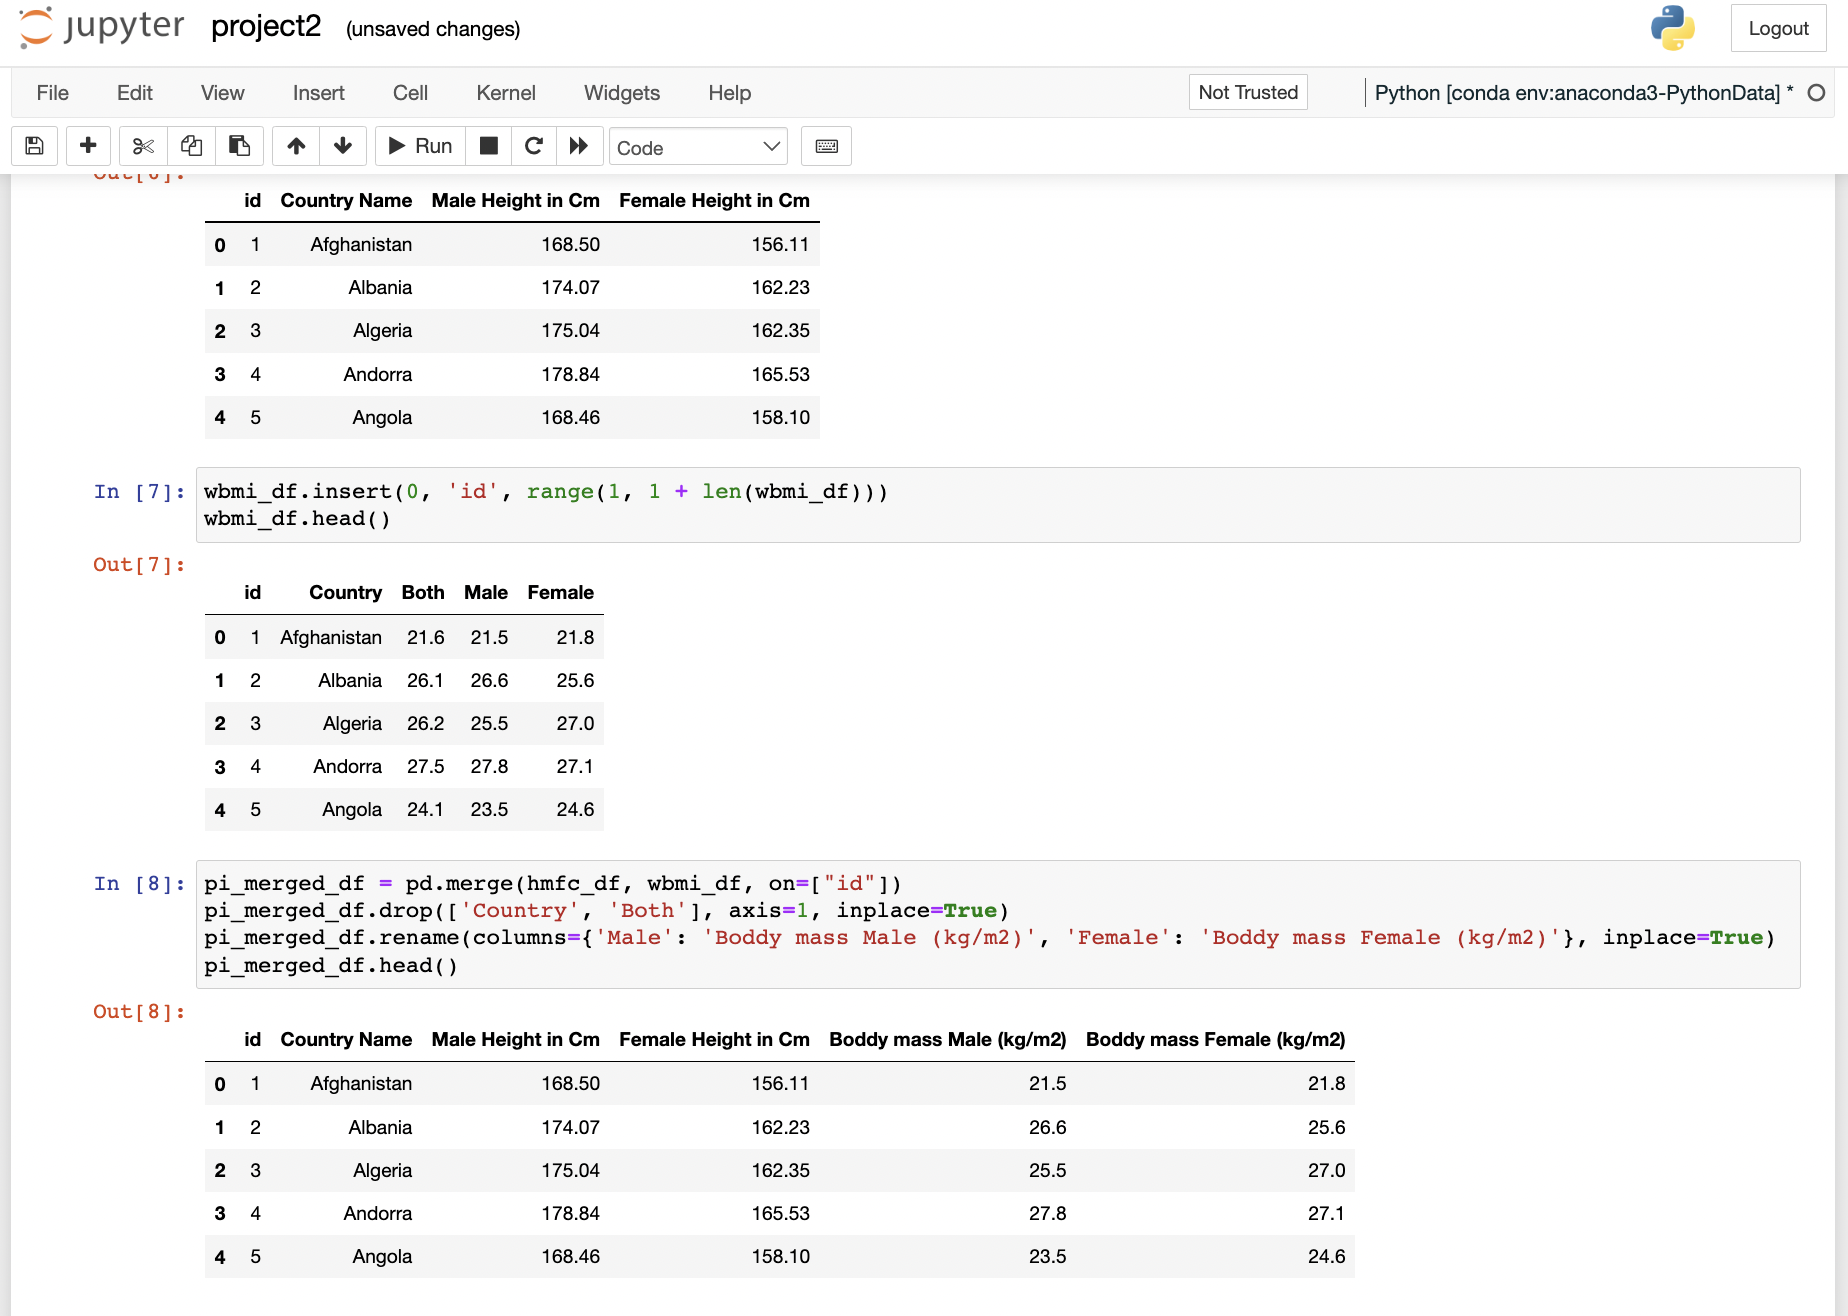 jupyter project2 (unsaved changes) Logout
File Edit View Insert Cell Kernel Widgets Help Not Trusted Python [conda env:anaconda3-PythonData] *
Run Code
Out[6]:
id Country Name Male Height in Cm Female Height in Cm
0 1 Afghanistan 168.50 156.11
1 2 Albania 174.07 162.23
2 3 Algeria 175.04 162.35
3 4 Andorra 178.84 165.53
4 5 Angola 168.46 158.10
In [7]: wbmi_df.insert(0, 'id', range(1, 1 + len(wbmi_df)))
wbmi_df.head()
Out[7]:
id Country Both Male Female
0 1 Afghanistan 21.6 21.5 21.8
1 2 Albania 26.1 26.6 25.6
2 3 Algeria 26.2 25.5 27.0
3 4 Andorra 27.5 27.8 27.1
4 5 Angola 24.1 23.5 24.6
In [8]: pi_merged_df = pd.merge(hmfc_df, wbmi_df, on=["id"])
pi_merged_df.drop(['Country', 'Both'], axis=1, inplace=True)
pi_merged_df.rename(columns={'Male': 'Boddy mass Male (kg/m2)', 'Female': 'Boddy mass Female (kg/m2)'}, inplace=True)
pi_merged_df.head()
Out[8]:
id Country Name Male Height in Cm Female Height in Cm Boddy mass Male (kg/m2) Boddy mass Female (kg/m2)
0 1 Afghanistan 168.50 156.11 21.5 21.8
1 2 Albania 174.07 162.23 26.6 25.6
2 3 Algeria 175.04 162.35 25.5 27.0
3 4 Andorra 178.84 165.53 27.8 27.1
4 5 Angola 168.46 158.10 23.5 24.6